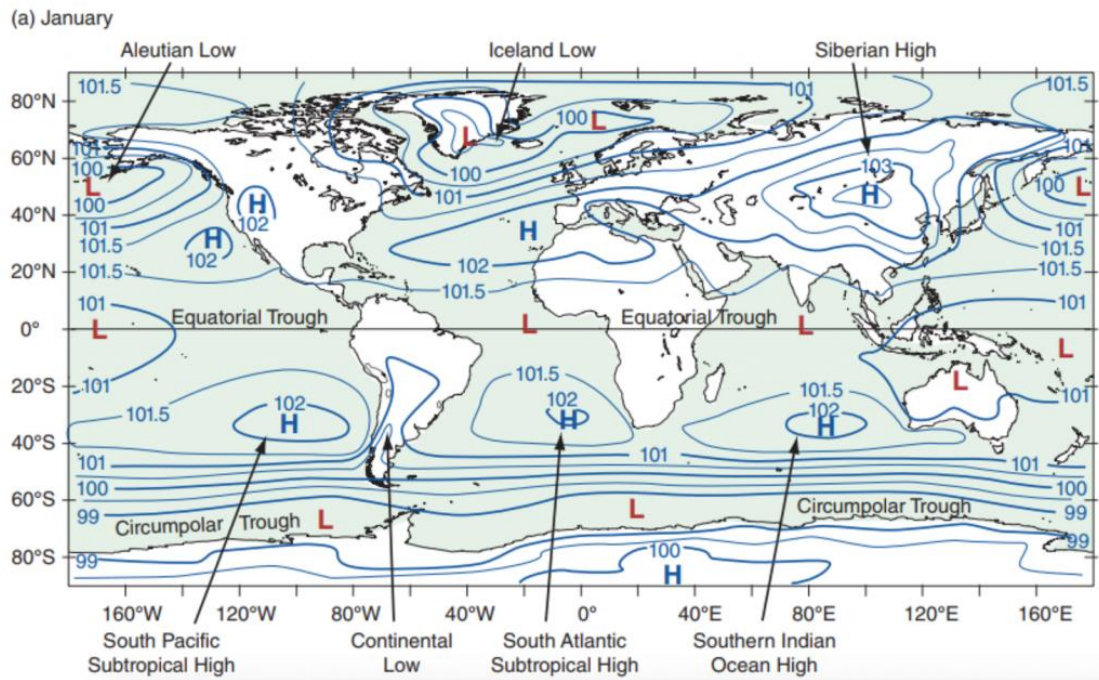 (a) January
Aleutian Low
Iceland Low
Siberian High
80°N
60°N
40°N
20°N
0°
20°S
40°S
60°S
80°S
101.5
101
101.5
100
L
L
101
100
L
100
101
101.5
101.5
H
102
H
102
100
101
H
102
101.5
103
H
101
100
L
101
101.5
101.5
101
L
Equatorial Trough
L
Equatorial Trough
L
L
101
101
L
101
101.5
102
H
101.5
102
H
101.5
102
H
101
101
101
100
100
99
99
Circumpolar Trough
L
L
Circumpolar Trough
99
99
100
H
160°W
120°W
80°W
40°W
0°
40°E
80°E
120°E
160°E
South Pacific
Subtropical High
Continental
Low
South Atlantic
Subtropical High
Southern Indian
Ocean High